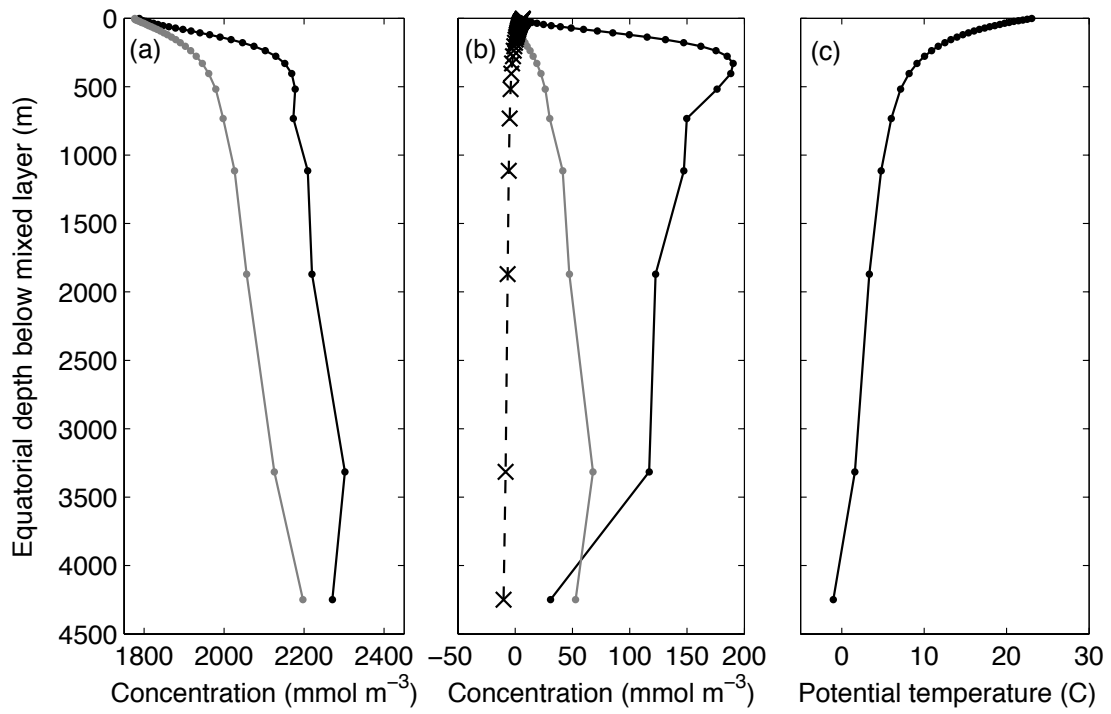 (a)
(b)
(c)
0
500
1000
1500
2000
2500
3000
3500
4000
4500
Equatorial depth below mixed layer (m)
1800 2000 2200 2400
−50 0 50 100 150 200
0 10 20 30
Concentration (mmol m⁻³)
Concentration (mmol m⁻³)
Potential temperature (C)